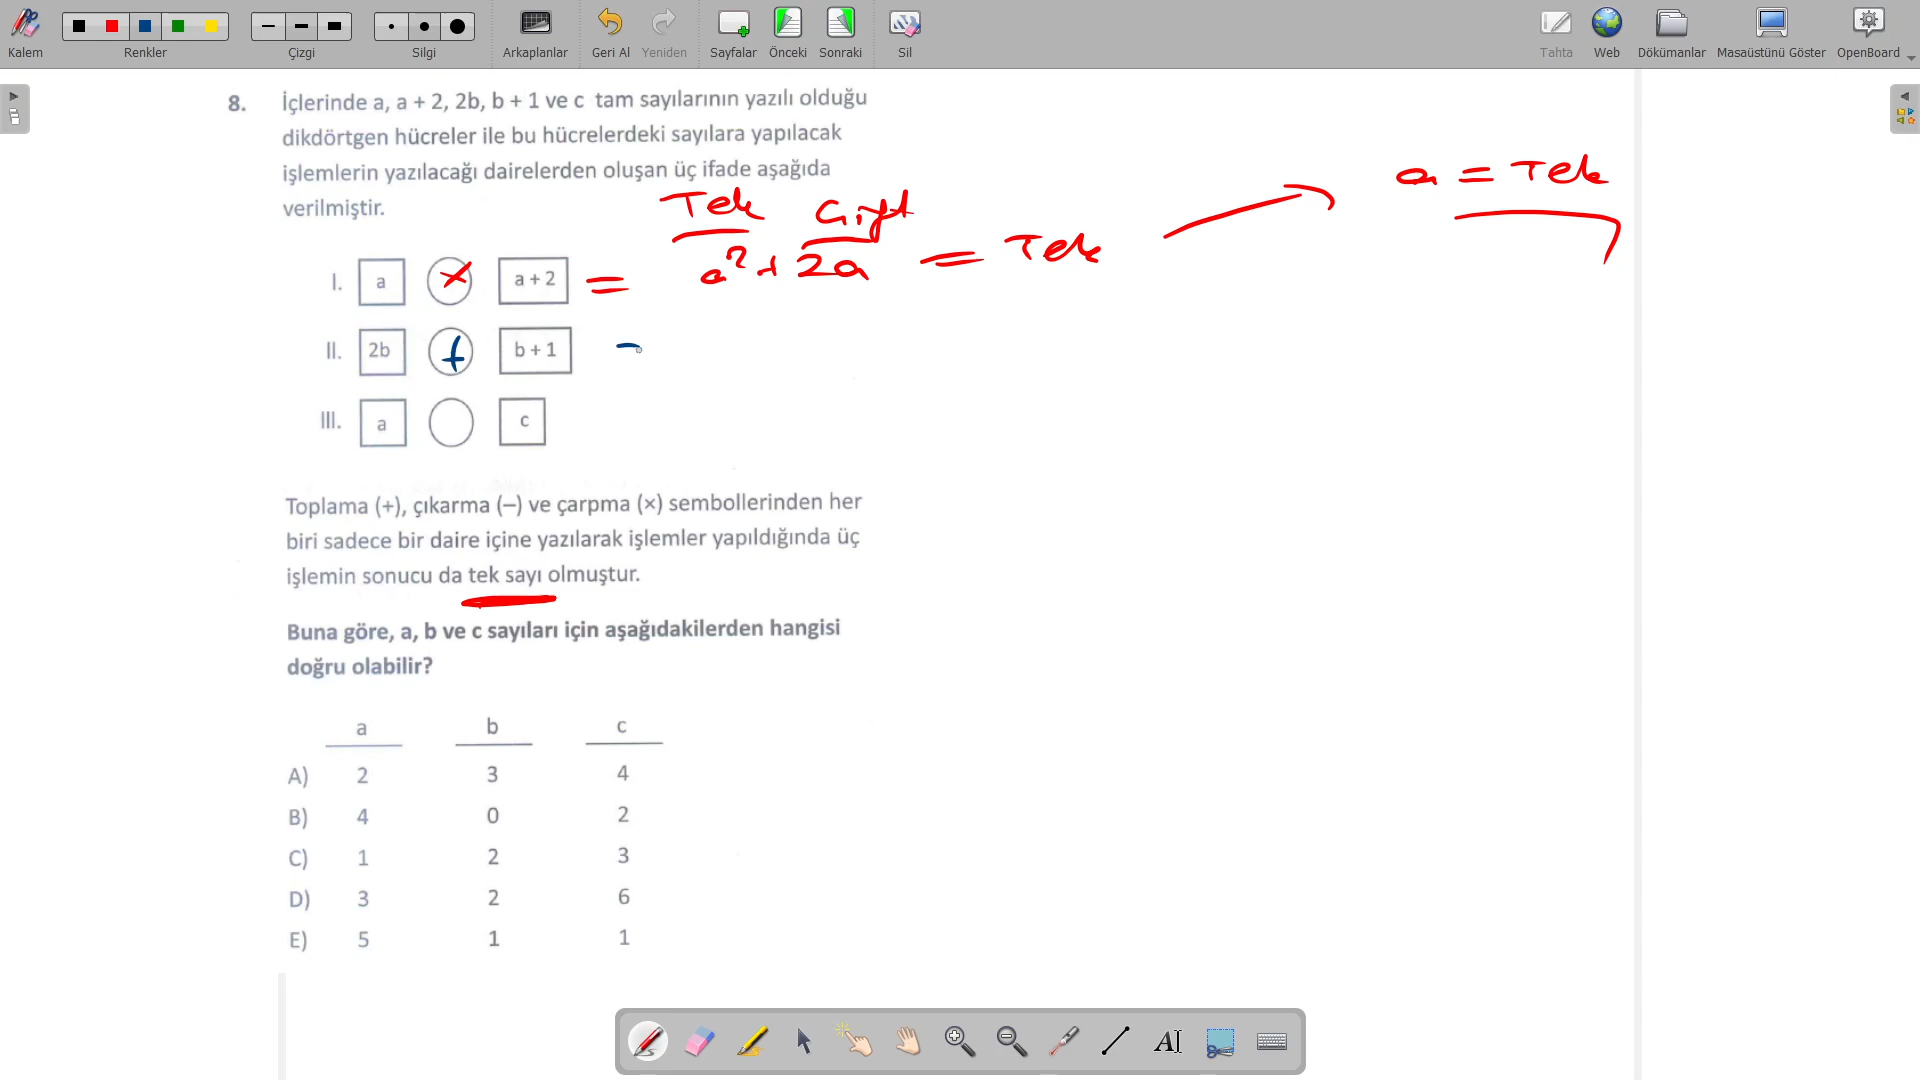 Kalem
Renkler
Çizgi
Silgi
Arkaplanlar
Geri Al
Yeniden
Sayfalar
Önceki
Sonraki
Sil
Tahta
Web
Dökümanlar
Masaüstünü Göster
OpenBoard
8. İçlerinde a, a + 2, 2b, b + 1 ve c tam sayılarının yazılı olduğu
dikdörtgen hücreler ile bu hücrelerdeki sayılara yapılacak
işlemlerin yazılacağı dairelerden oluşan üç ifade aşağıda
verilmiştir.
a = Tek
Tek Çift
I. a × a + 2 = a² + 2a = Tek
II. 2b + b + 1 -
III. a c
Toplama (+), çıkarma (–) ve çarpma (×) sembollerinden her
biri sadece bir daire içine yazılarak işlemler yapıldığında üç
işlemin sonucu da tek sayı olmuştur.
Buna göre, a, b ve c sayıları için aşağıdakilerden hangisi
doğru olabilir?
a b c
A) 2 3 4
B) 4 0 2
C) 1 2 3
D) 3 2 6
E) 5 1 1